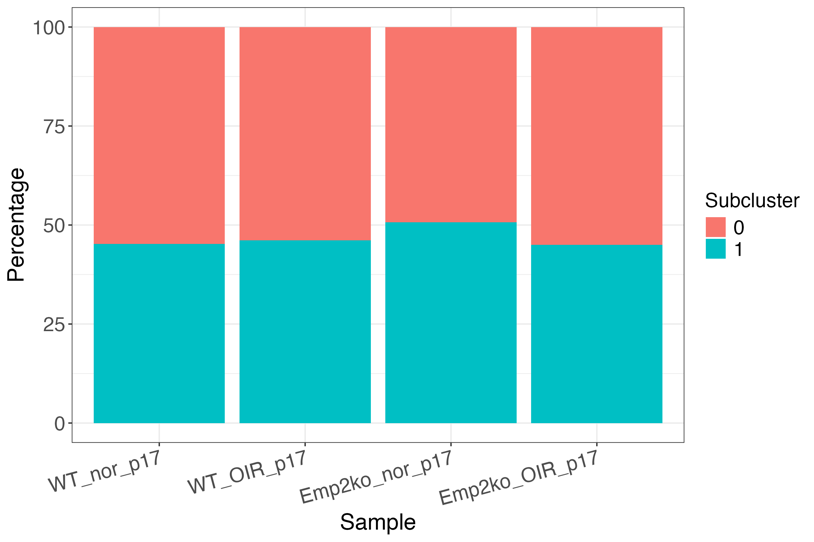 Percentage
100
75
50
25
0
WT_nor_p17
WT_OIR_p17
Emp2ko_nor_p17
Emp2ko_OIR_p17
Sample
Subcluster
0
1